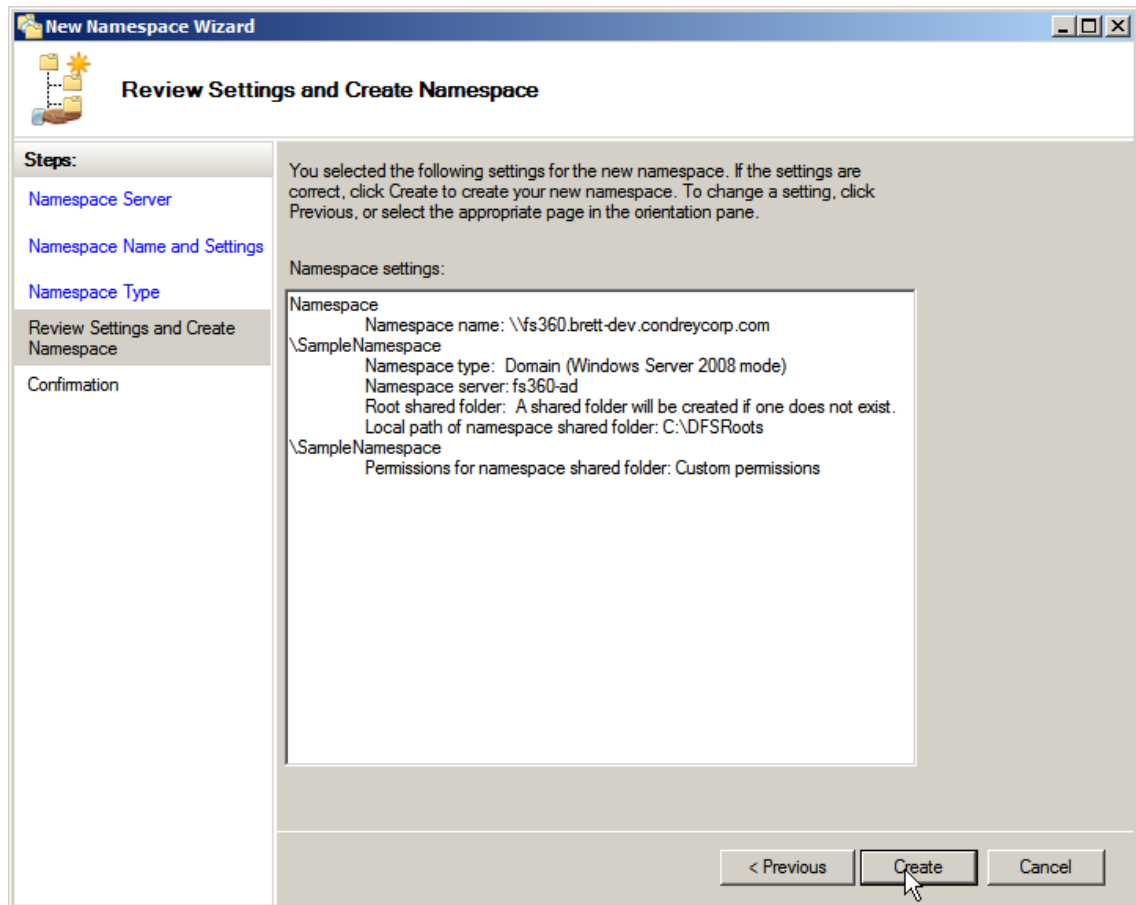 New Namespace Wizard
Review Settings and Create Namespace
Steps:
Namespace Server
Namespace Name and Settings
Namespace Type
Review Settings and Create
Namespace
Confirmation
You selected the following settings for the new namespace. If the settings are
correct, click Create to create your new namespace. To change a setting, click
Previous, or select the appropriate page in the orientation pane.
Namespace settings:
Namespace
Namespace name: \\fs360.brett-dev.condreycorp.com
\SampleNamespace
Namespace type: Domain (Windows Server 2008 mode)
Namespace server: fs360-ad
Root shared folder: A shared folder will be created if one does not exist.
Local path of namespace shared folder: C:\DFSRoots
\SampleNamespace
Permissions for namespace shared folder: Custom permissions
< Previous
Create
Cancel